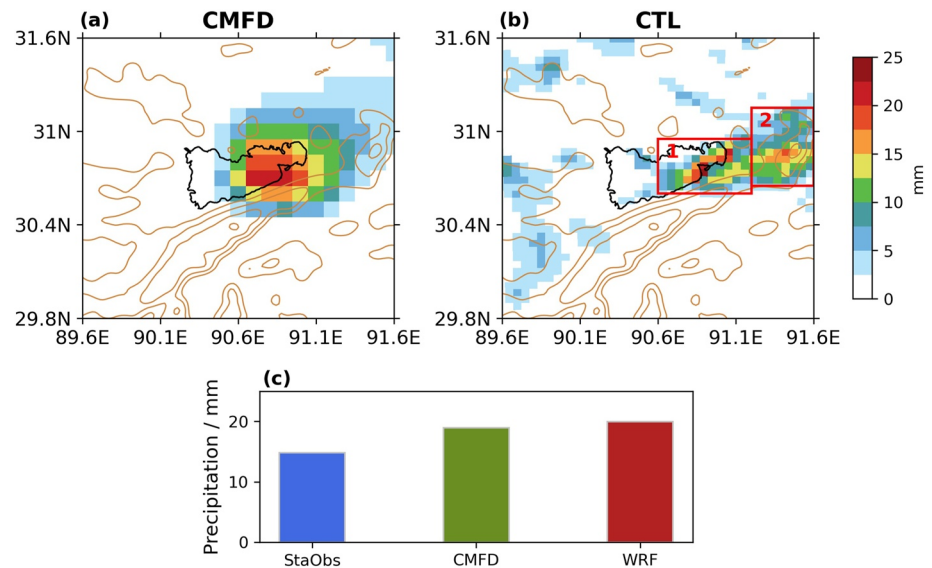 (a) CMFD
(b) CTL
31.6N
31N
30.4N
29.8N
89.6E 90.1E 90.6E 91.1E 91.6E
31.6N
31N
30.4N
29.8N
89.6E 90.1E 90.6E 91.1E 91.6E
1
2
25
20
15
10
5
0
mm
(c)
Precipitation / mm
20
10
0
StaObs CMFD WRF